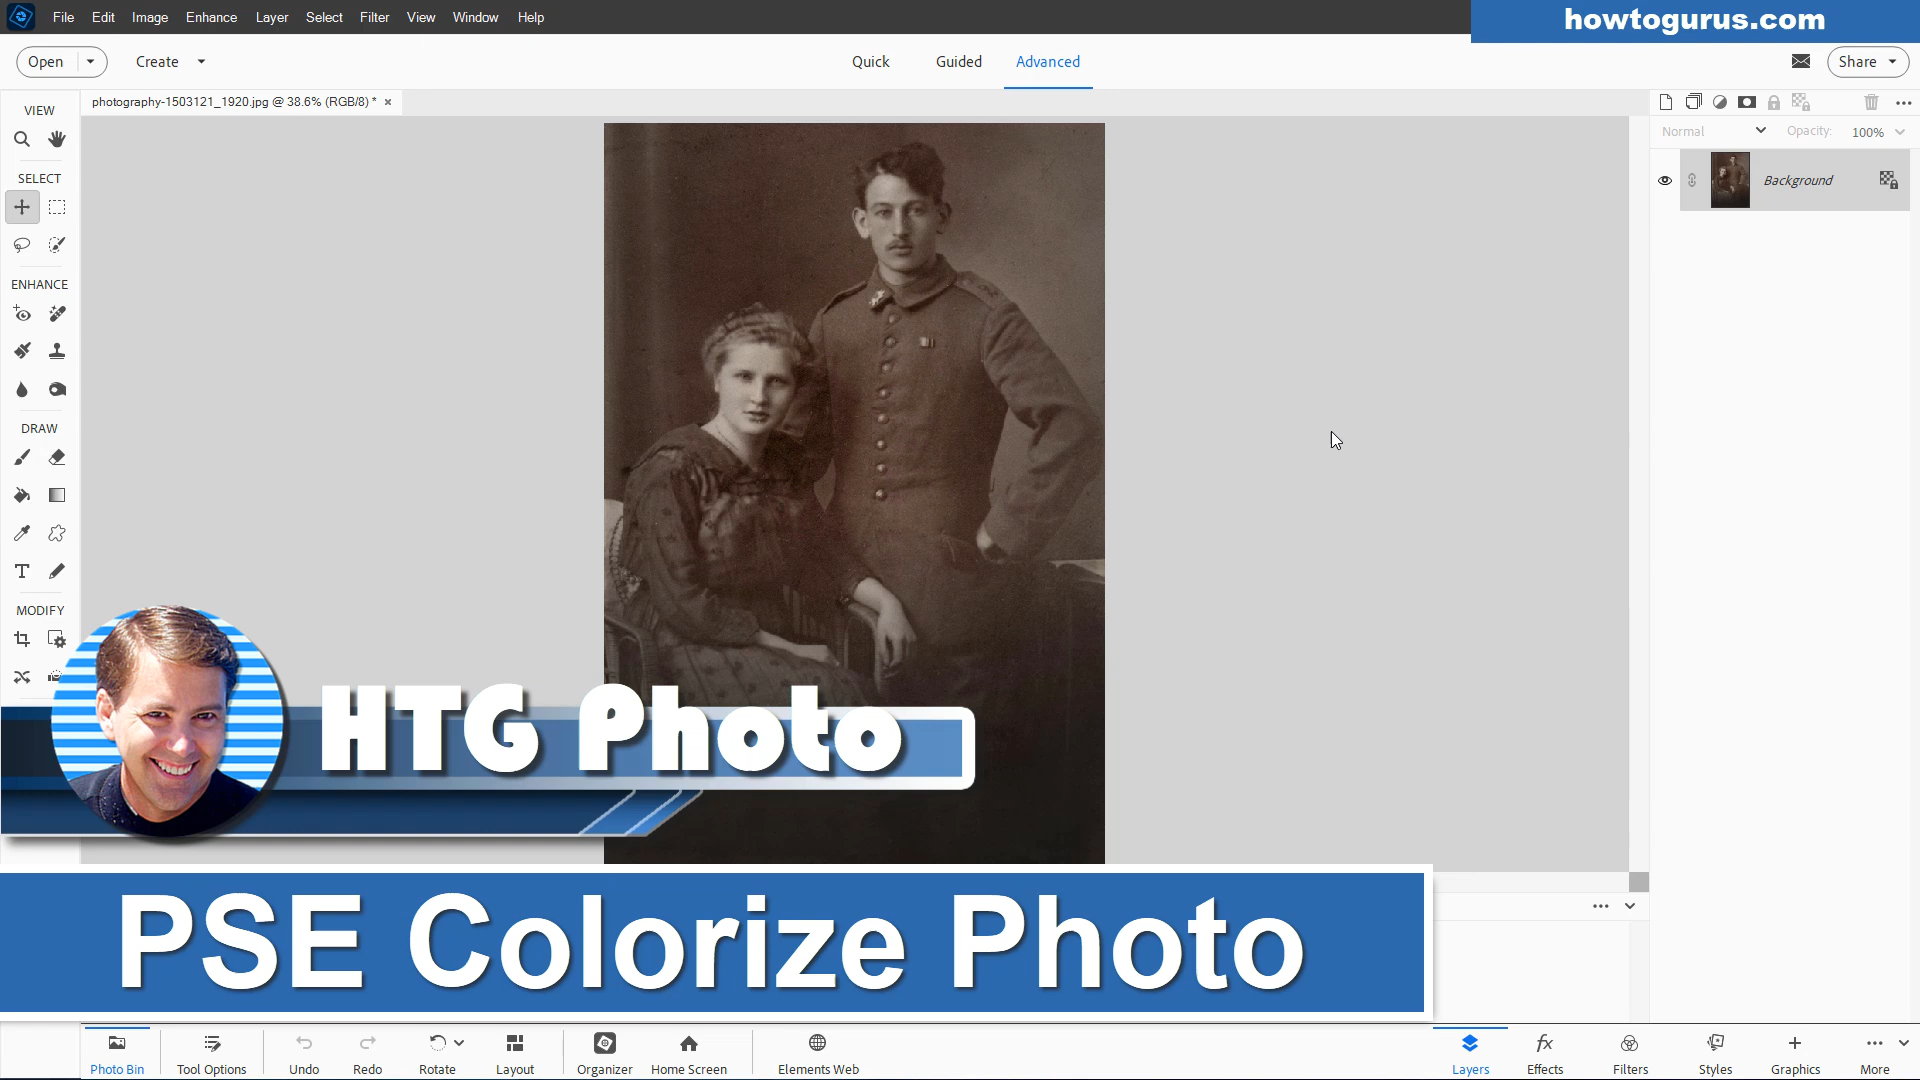 File Edit Image Enhance Layer Select Filter View Window Help
howtogurus.com
Open Create Quick Guided Advanced Share
photography-1503121_1920.jpg @ 38.6% (RGB/8) * ×
VIEW
Normal Opacity: 100%
SELECT
Background
ENHANCE
DRAW
T
MODIFY
HTG Photo
PSE Colorize Photo
Photo Bin Tool Options Undo Redo Rotate Layout Organizer Home Screen Elements Web fx Layers Effects Filters Styles Graphics More